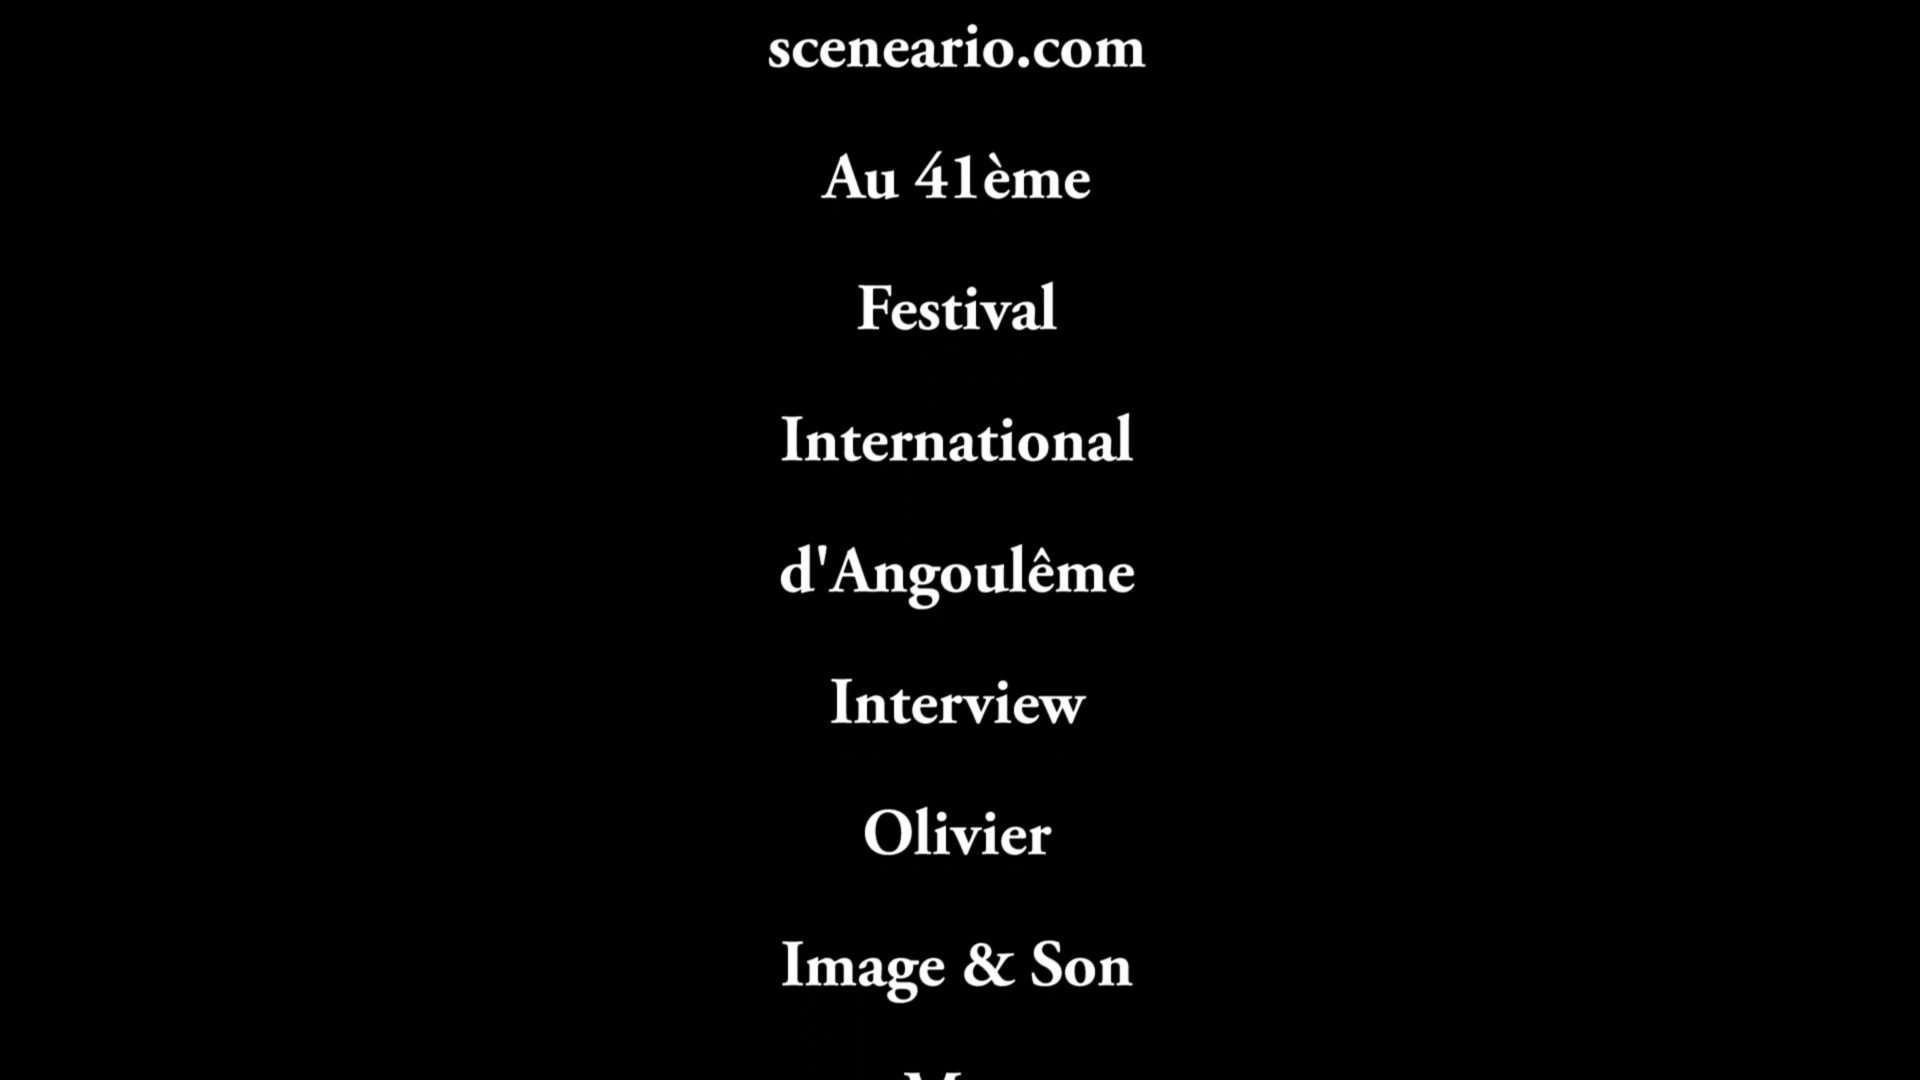 sceneario.com
Au 41ème
Festival
International
d'Angoulême
Interview
Olivier
Image & Son